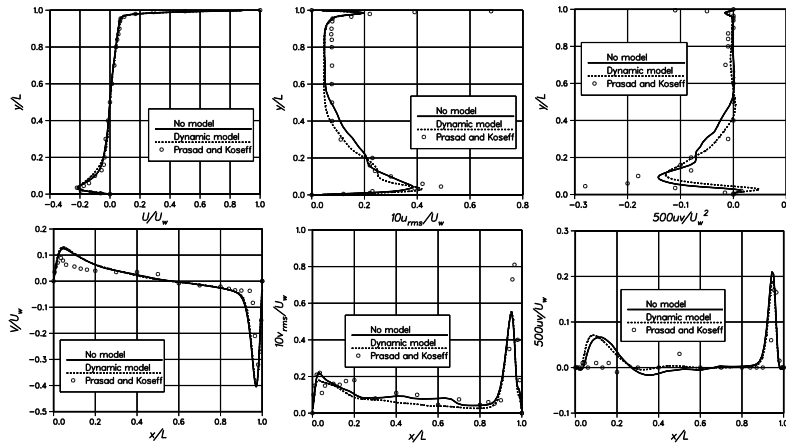 1.0
0.8
0.6
0.4
0.2
0.0
y/L
No model
Dynamic model
Prasad and Koseff
−0.4 −0.2 0.0 0.2 0.4 0.6 0.8 1.0
U/U_w
1.0
0.8
0.6
0.4
0.2
0.0
y/L
No model
Dynamic model
Prasad and Koseff
0.0 0.2 0.4 0.6 0.8
10u_rms/U_w
1.0
0.8
0.6
0.4
0.2
0.0
y/L
No model
Dynamic model
Prasad and Koseff
−0.3 −0.2 −0.1 0.0 0.1
500uv/U_w²
0.2
0.1
0.0
−0.1
−0.2
−0.3
−0.4
−0.5
V/U_w
No model
Dynamic model
Prasad and Koseff
0.0 0.2 0.4 0.6 0.8 1.0
x/L
1.0
0.8
0.6
0.4
0.2
0.0
10v_rms/U_w
No model
Dynamic model
Prasad and Koseff
0.0 0.2 0.4 0.6 0.8 1.0
x/L
0.3
0.2
0.1
0.0
−0.1
500uv/U_w
No model
Dynamic model
Prasad and Koseff
0.0 0.2 0.4 0.6 0.8 1.0
x/L